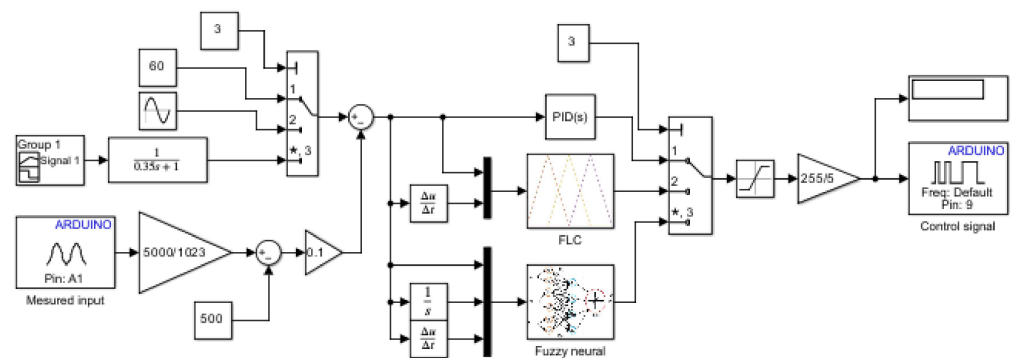 3
60
1
2
*, 3
Group 1
Signal 1
1
0.35s+1
+
−
3
PID(s)
1
2
*, 3
255/5
ARDUINO
Freq: Default
Pin: 9
Control signal
Δu
Δt
FLC
ARDUINO
Pin: A1
Mesured input
5000/1023
+
−
0.1
500
1
s
Δu
Δt
Fuzzy neural